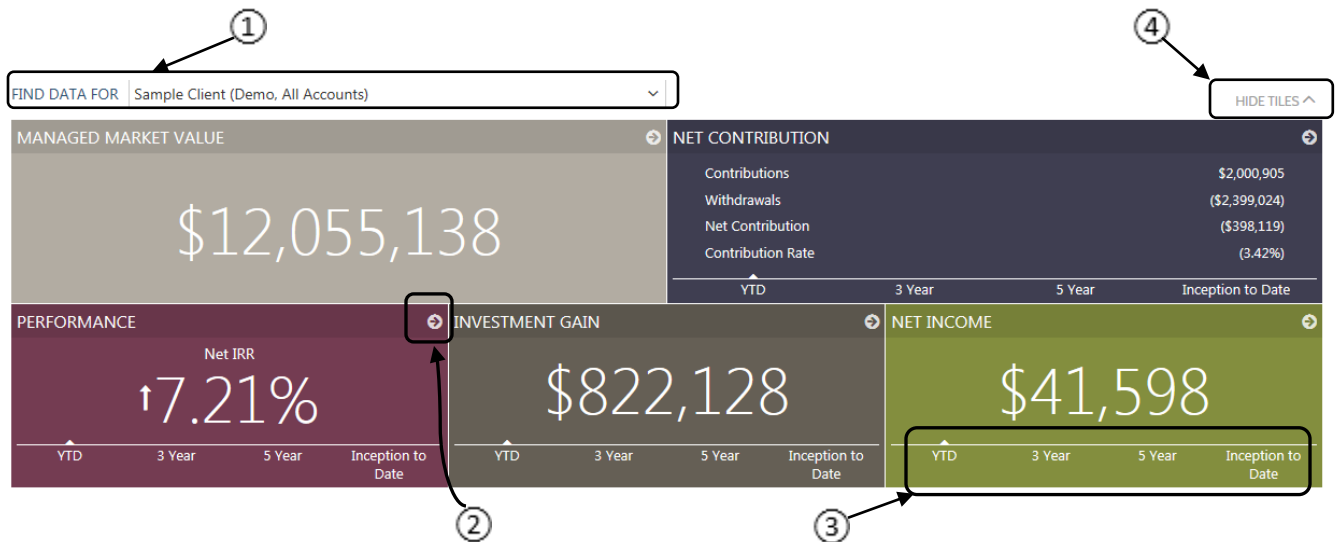 ① ④
FIND DATA FOR Sample Client (Demo, All Accounts)
HIDE TILES
MANAGED MARKET VALUE
$12,055,138
NET CONTRIBUTION
Contributions $2,000,905
Withdrawals ($2,399,024)
Net Contribution ($398,119)
Contribution Rate (3.42%)
YTD 3 Year 5 Year Inception to Date
PERFORMANCE
Net IRR
↑7.21%
YTD 3 Year 5 Year Inception to
Date
INVESTMENT GAIN
$822,128
YTD 3 Year 5 Year Inception to
Date
NET INCOME
$41,598
YTD 3 Year 5 Year Inception to
Date
② ③